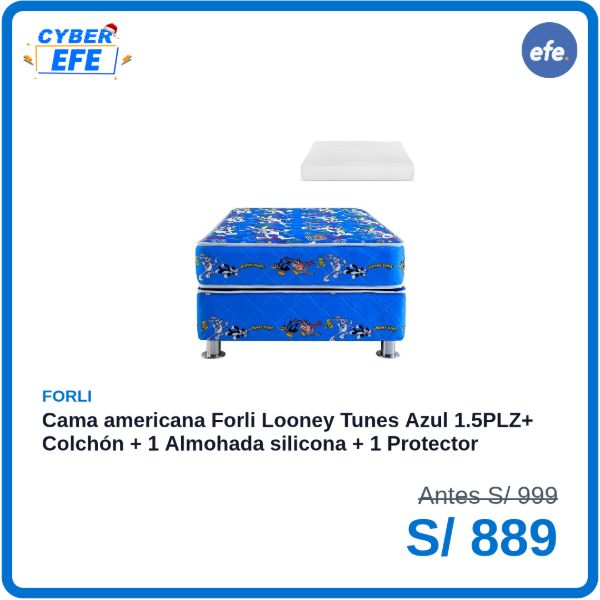 CYBER
EFE
efe.
FORLI
Cama americana Forli Looney Tunes Azul 1.5PLZ+
Colchón + 1 Almohada silicona + 1 Protector
Antes S/ 999
S/ 889